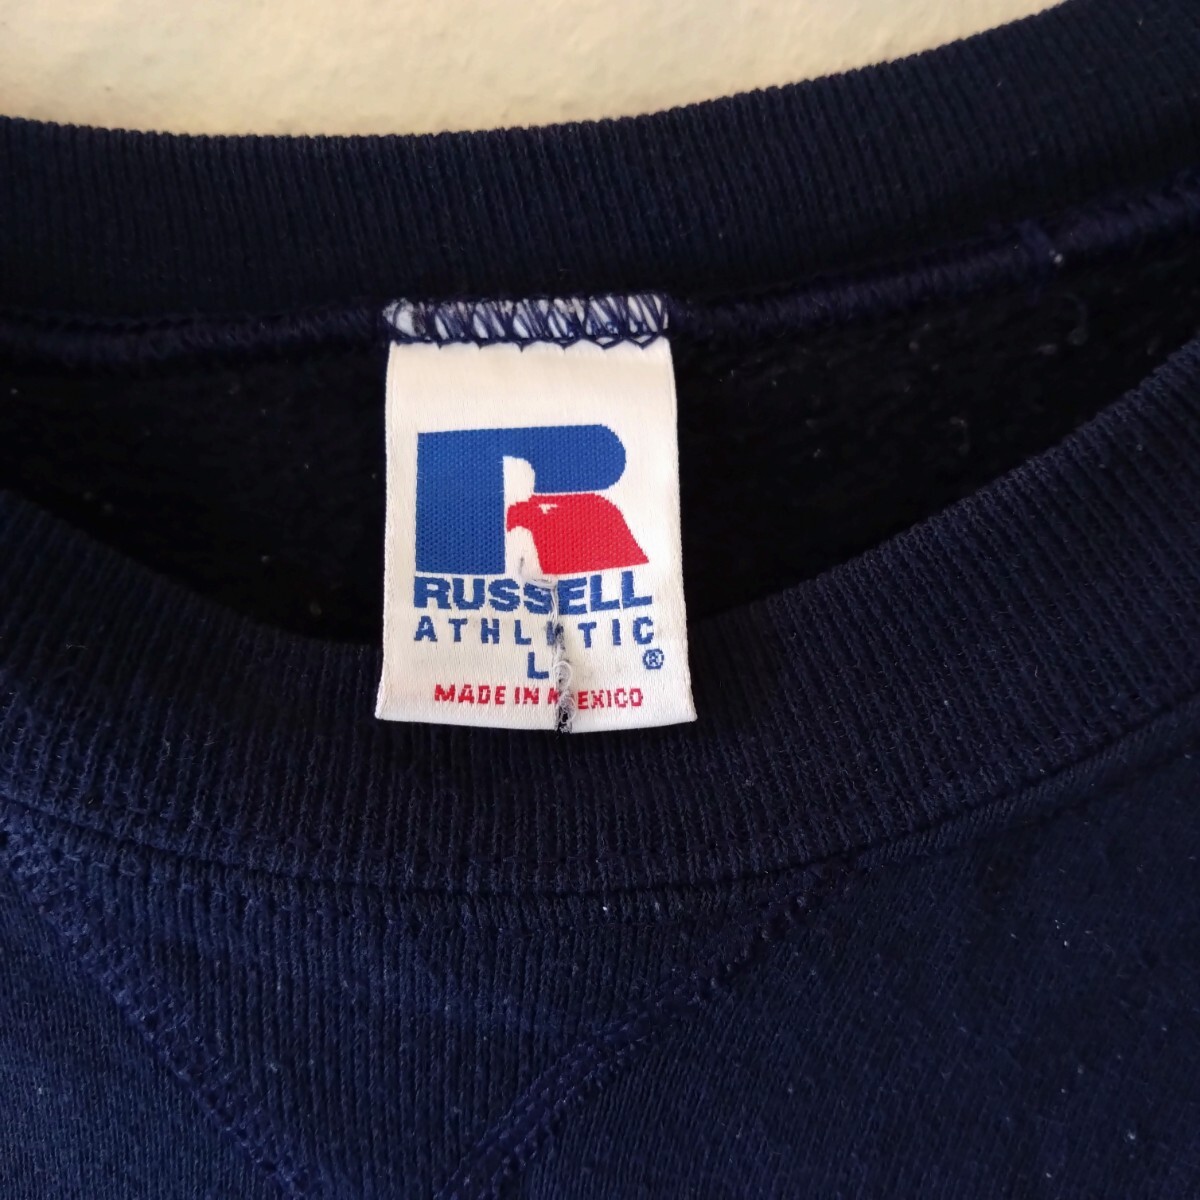 R
RUSSELL
ATHLETIC
L ®
MADE IN MEXICO